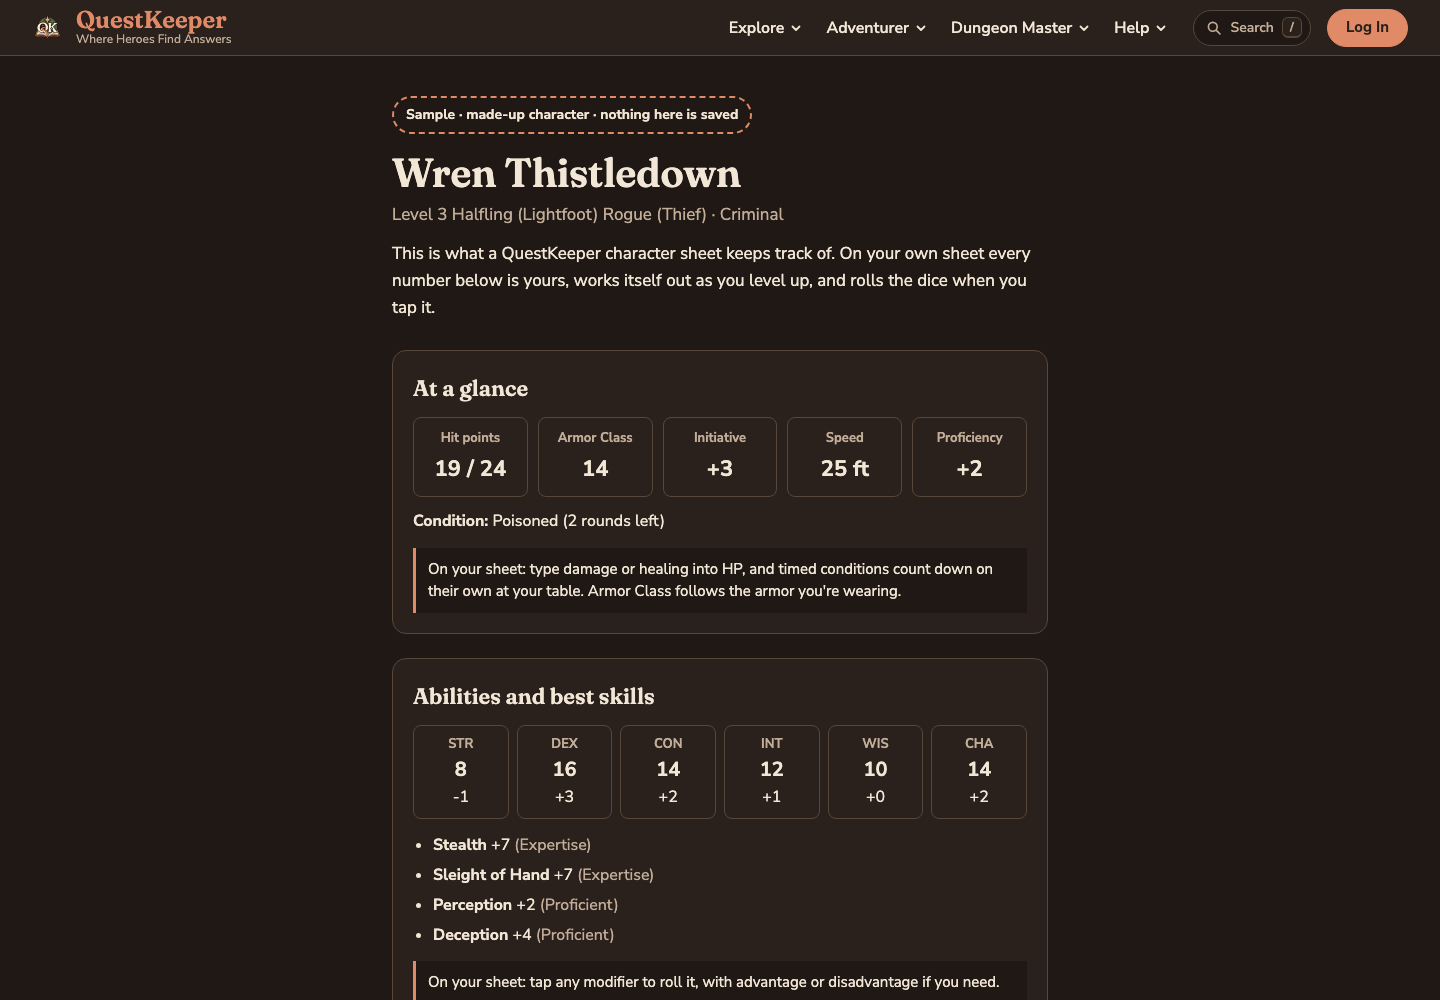 QK
QuestKeeper
Where Heroes Find Answers
Explore
Adventurer
Dungeon Master
Help
Search /
Log In
Sample · made-up character · nothing here is saved
Wren Thistledown
Level 3 Halfling (Lightfoot) Rogue (Thief) · Criminal
This is what a QuestKeeper character sheet keeps track of. On your own sheet every
number below is yours, works itself out as you level up, and rolls the dice when you
tap it.
At a glance
Hit points
19 / 24
Armor Class
14
Initiative
+3
Speed
25 ft
Proficiency
+2
Condition: Poisoned (2 rounds left)
On your sheet: type damage or healing into HP, and timed conditions count down on
their own at your table. Armor Class follows the armor you're wearing.
Abilities and best skills
STR
8
-1
DEX
16
+3
CON
14
+2
INT
12
+1
WIS
10
+0
CHA
14
+2
Stealth +7 (Expertise)
Sleight of Hand +7 (Expertise)
Perception +2 (Proficient)
Deception +4 (Proficient)
On your sheet: tap any modifier to roll it, with advantage or disadvantage if you need.